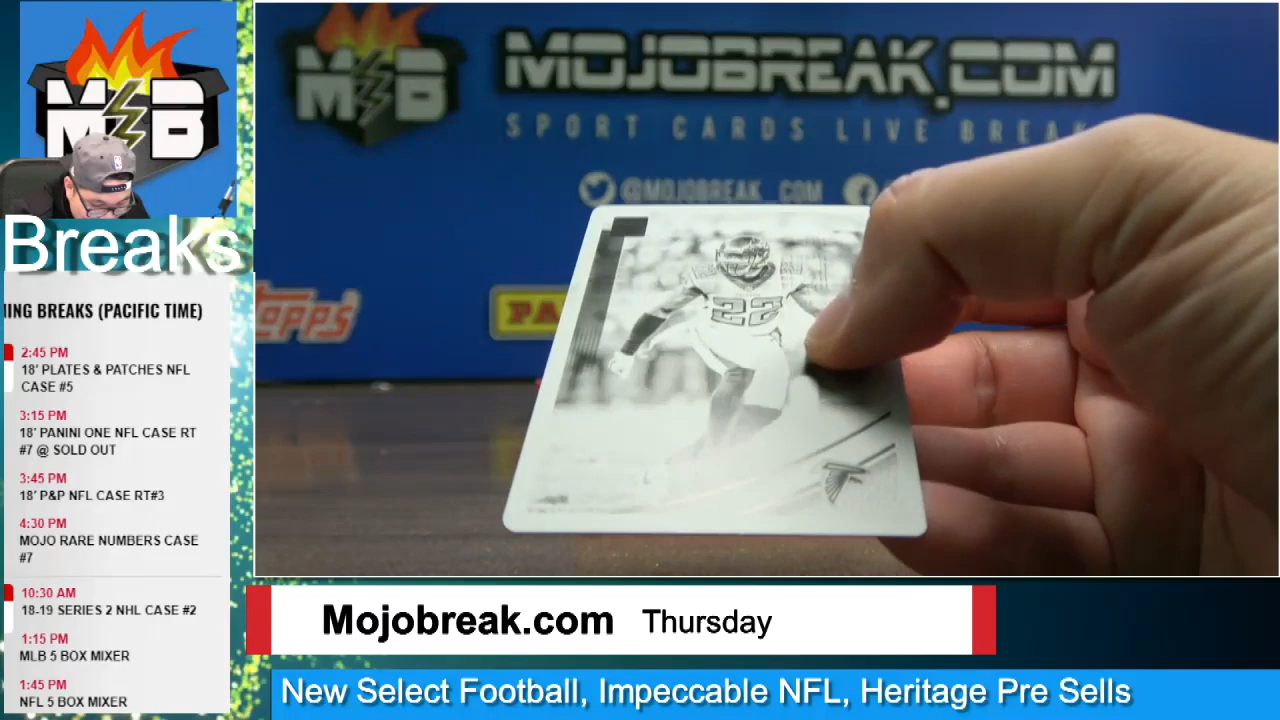 MB
Breaks
ING BREAKS (PACIFIC TIME)
2:45 PM
18' PLATES & PATCHES NFL
CASE #5
3:15 PM
18' PANINI ONE NFL CASE RT
#7 @ SOLD OUT
3:45 PM
18' P&P NFL CASE RT#3
4:30 PM
MOJO RARE NUMBERS CASE
#7
10:30 AM
18-19 SERIES 2 NHL CASE #2
1:15 PM
MLB 5 BOX MIXER
1:45 PM
NFL 5 BOX MIXER
MB
MOJOBREAK.COM
SPORT CARDS LIVE BREAK
@MOJOBREAK_COM
TOPPS
PA
22
Mojobreak.com Thursday
New Select Football, Impeccable NFL, Heritage Pre Sells